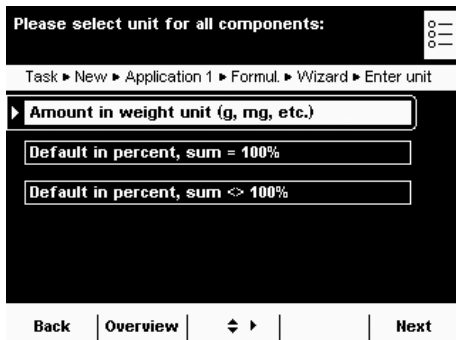 Please select unit for all components:
Task ▸ New ▸ Application 1 ▸ Formul. ▸ Wizard ▸ Enter unit
Amount in weight unit (g, mg, etc.)
Default in percent, sum = 100%
Default in percent, sum <> 100%
Back Overview Next